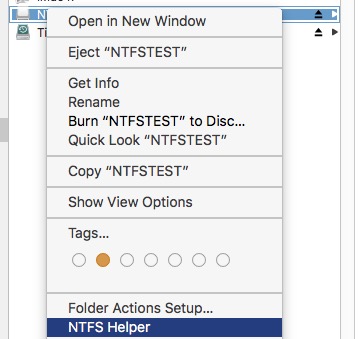 Open in New Window
Eject “NTFSTEST”
Get Info
Rename
Burn “NTFSTEST” to Disc...
Quick Look “NTFSTEST”
Copy “NTFSTEST”
Show View Options
Tags...
Folder Actions Setup...
NTFS Helper